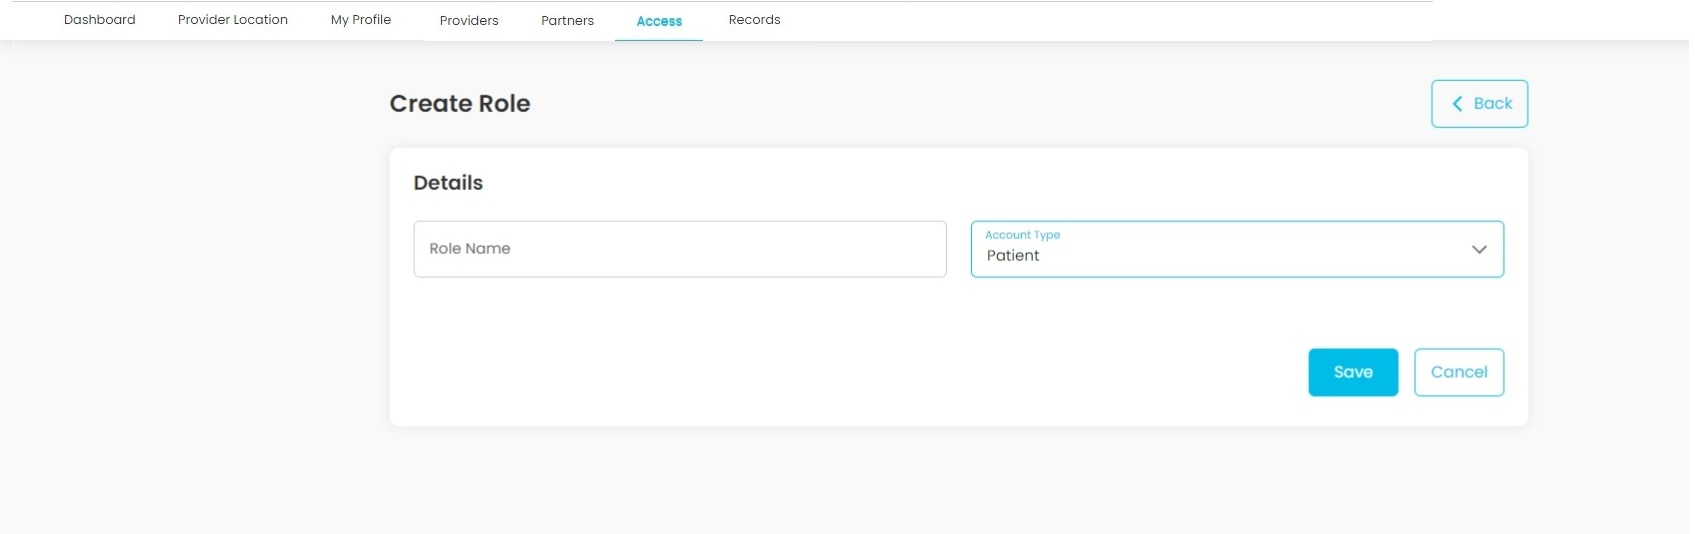 Dashboard Provider Location My Profile Providers Partners Access Records
Create Role
Back
Details
Role Name
Account Type
Patient
Save Cancel